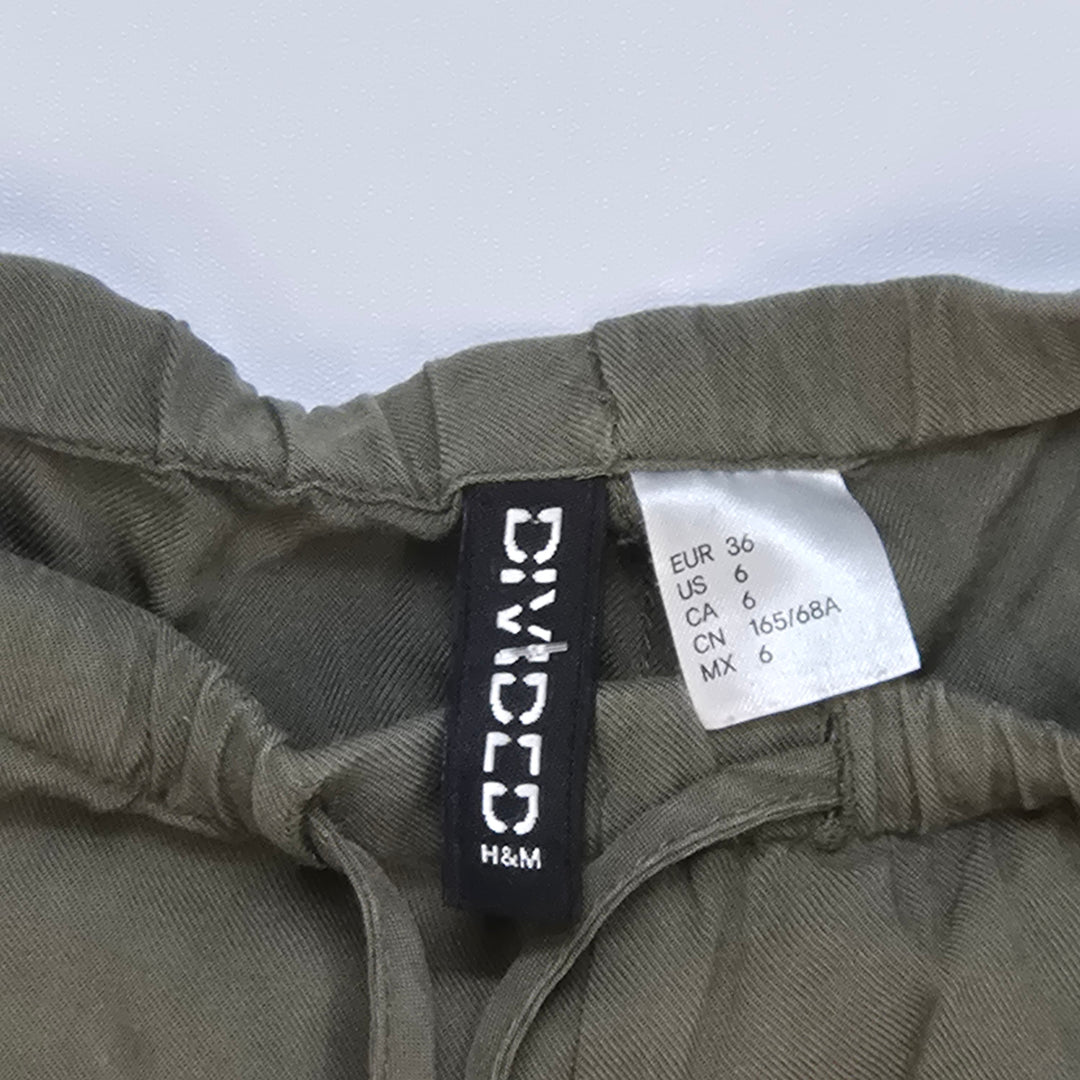 DIVIDED
H&M
EUR 36
US 6
CA 6
CN 165/68A
MX 6